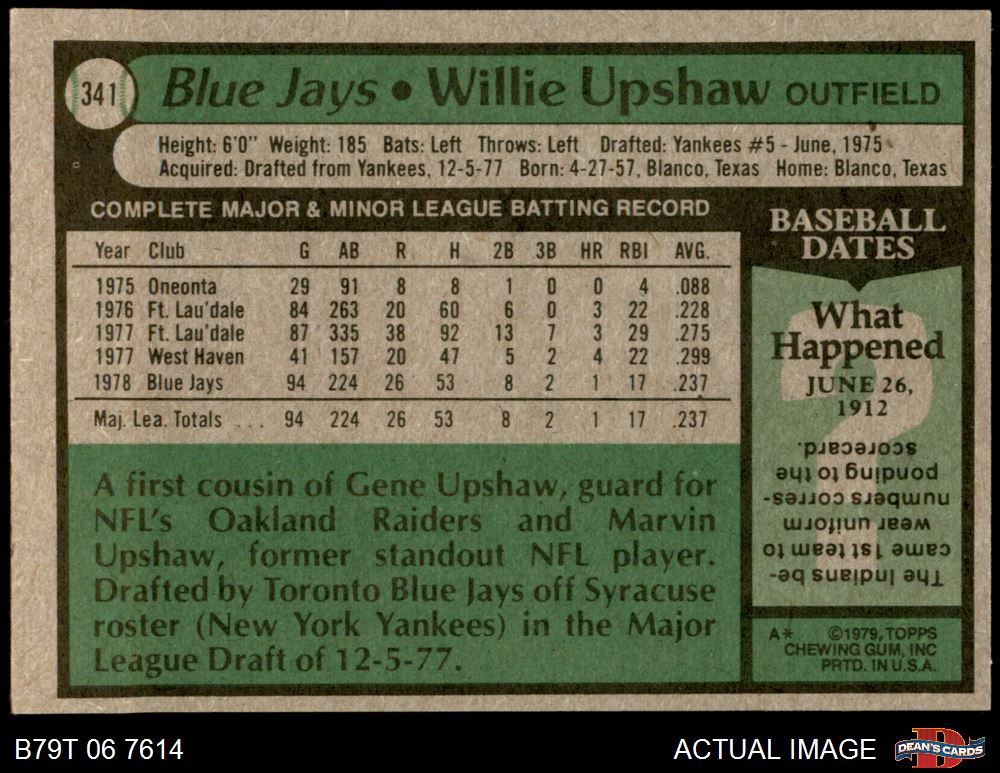 341
Blue Jays • Willie Upshaw OUTFIELD
Height: 6'0" Weight: 185 Bats: Left Throws: Left Drafted: Yankees #5 - June, 1975
Acquired: Drafted from Yankees, 12-5-77 Born: 4-27-57, Blanco, Texas Home: Blanco, Texas
COMPLETE MAJOR & MINOR LEAGUE BATTING RECORD
Year Club G AB R H 2B 3B HR RBI AVG.
1975 Oneonta 29 91 8 8 1 0 0 4 .088
1976 Ft. Lau'dale 84 263 20 60 6 0 3 22 .228
1977 Ft. Lau'dale 87 335 38 92 13 7 3 29 .275
1977 West Haven 41 157 20 47 5 2 4 22 .299
1978 Blue Jays 94 224 26 53 8 2 1 17 .237
Maj. Lea. Totals ... 94 224 26 53 8 2 1 17 .237
A first cousin of Gene Upshaw, guard for
NFL's Oakland Raiders and Marvin
Upshaw, former standout NFL player.
Drafted by Toronto Blue Jays off Syracuse
roster (New York Yankees) in the Major
League Draft of 12-5-77.
BASEBALL
DATES
What
Happened
JUNE 26,
1912
?
The Indians be-
came 1st team to
wear uniform
numbers corres-
ponding to the
scorecard.
A* ©1979, TOPPS
CHEWING GUM, INC
PRTD. IN U.S.A.
B79T 06 7614
ACTUAL IMAGE
D
DEAN'S CARDS